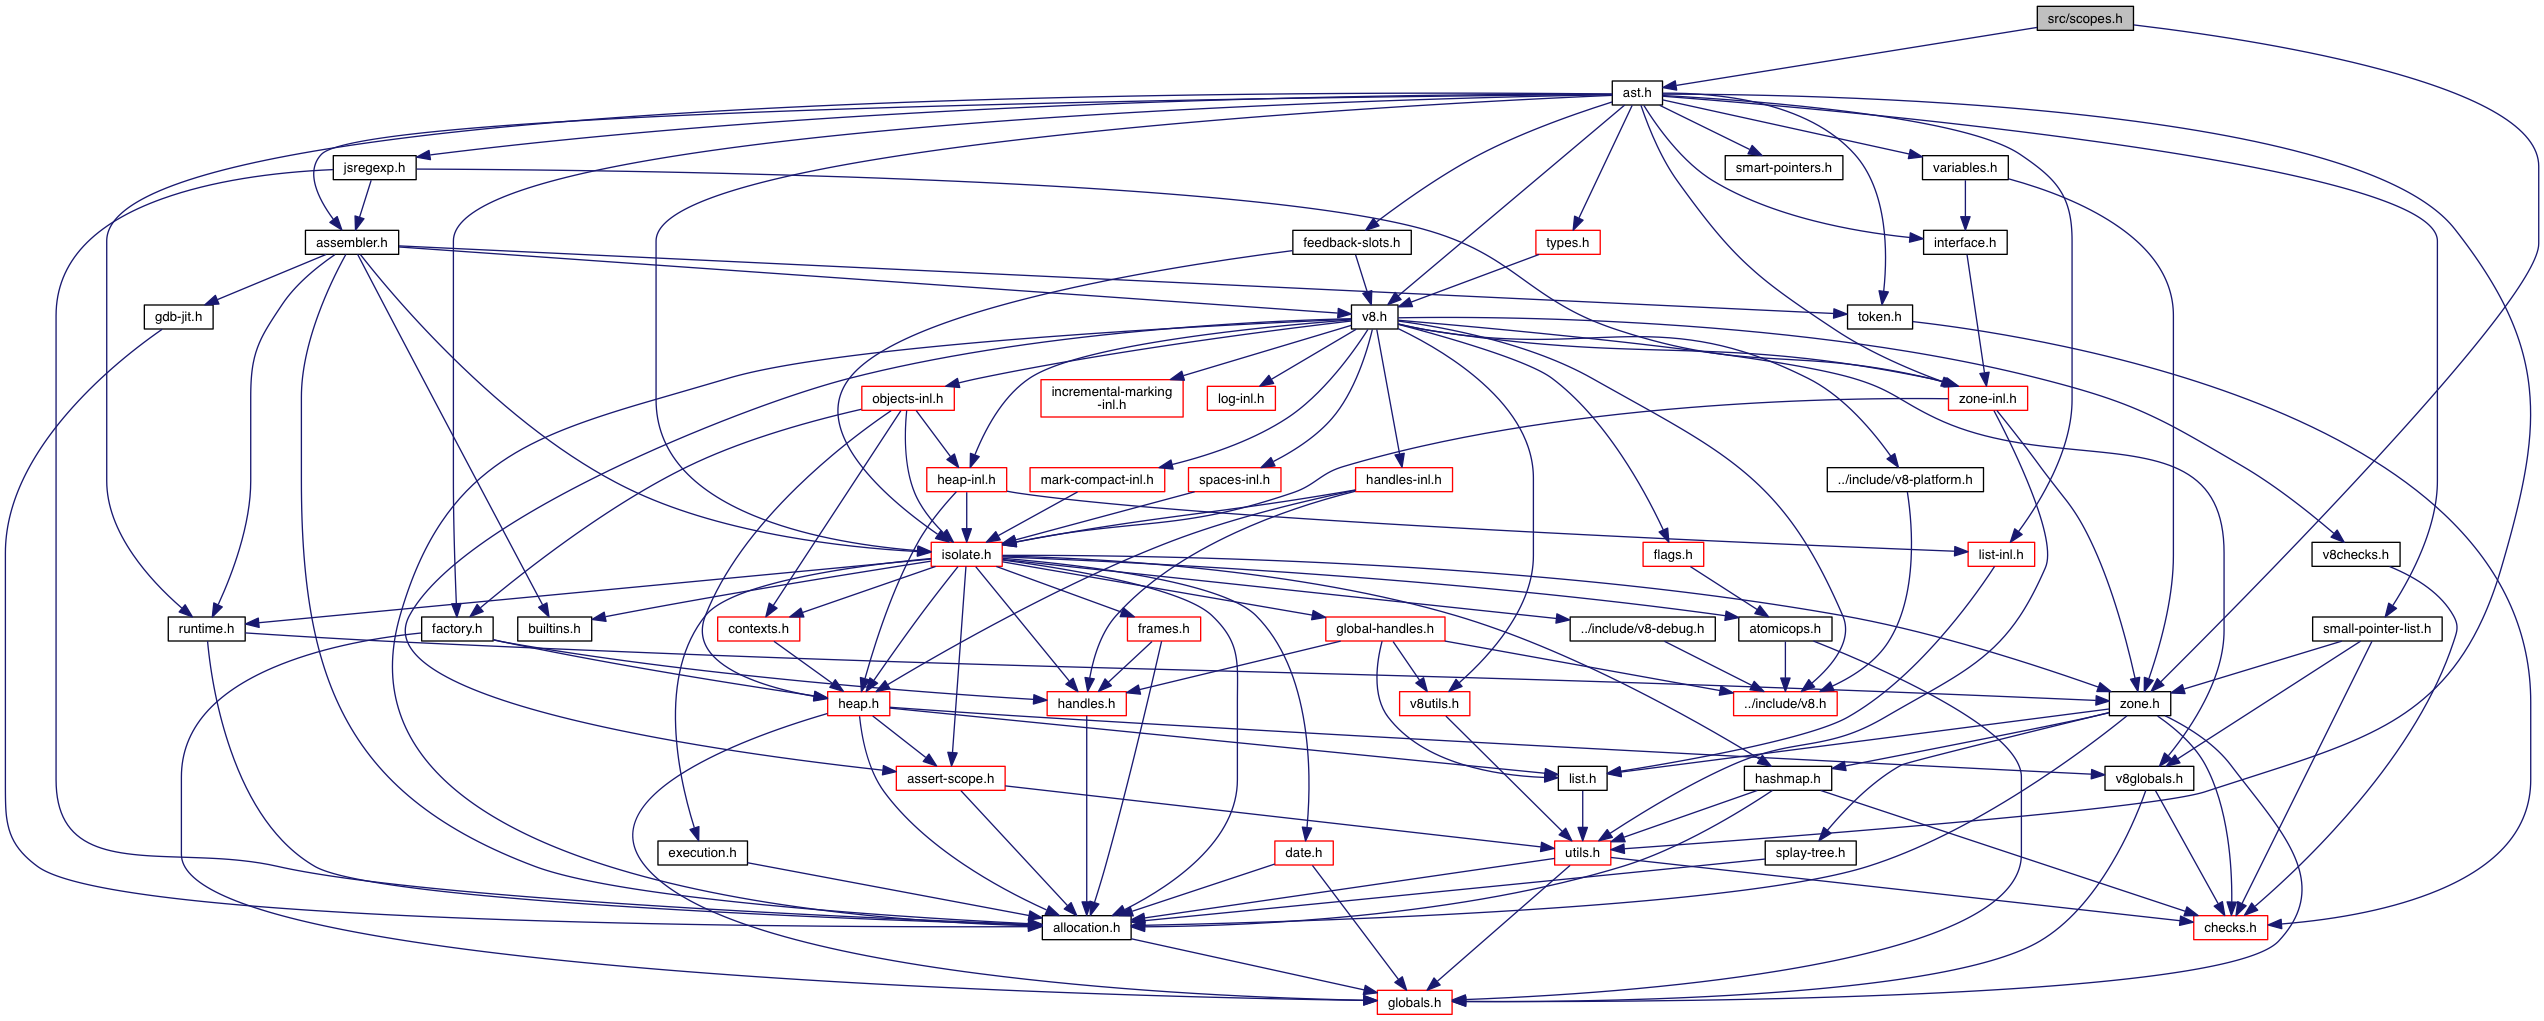 src/scopes.h
ast.h
jsregexp.h
smart-pointers.h
variables.h
assembler.h
feedback-slots.h
types.h
interface.h
gdb-jit.h
v8.h
token.h
objects-inl.h
incremental-marking
-inl.h
log-inl.h
zone-inl.h
heap-inl.h
mark-compact-inl.h
spaces-inl.h
handles-inl.h
../include/v8-platform.h
isolate.h
flags.h
list-inl.h
v8checks.h
runtime.h
factory.h
builtins.h
contexts.h
frames.h
global-handles.h
../include/v8-debug.h
atomicops.h
small-pointer-list.h
heap.h
handles.h
v8utils.h
../include/v8.h
zone.h
assert-scope.h
list.h
hashmap.h
v8globals.h
execution.h
date.h
utils.h
splay-tree.h
allocation.h
checks.h
globals.h